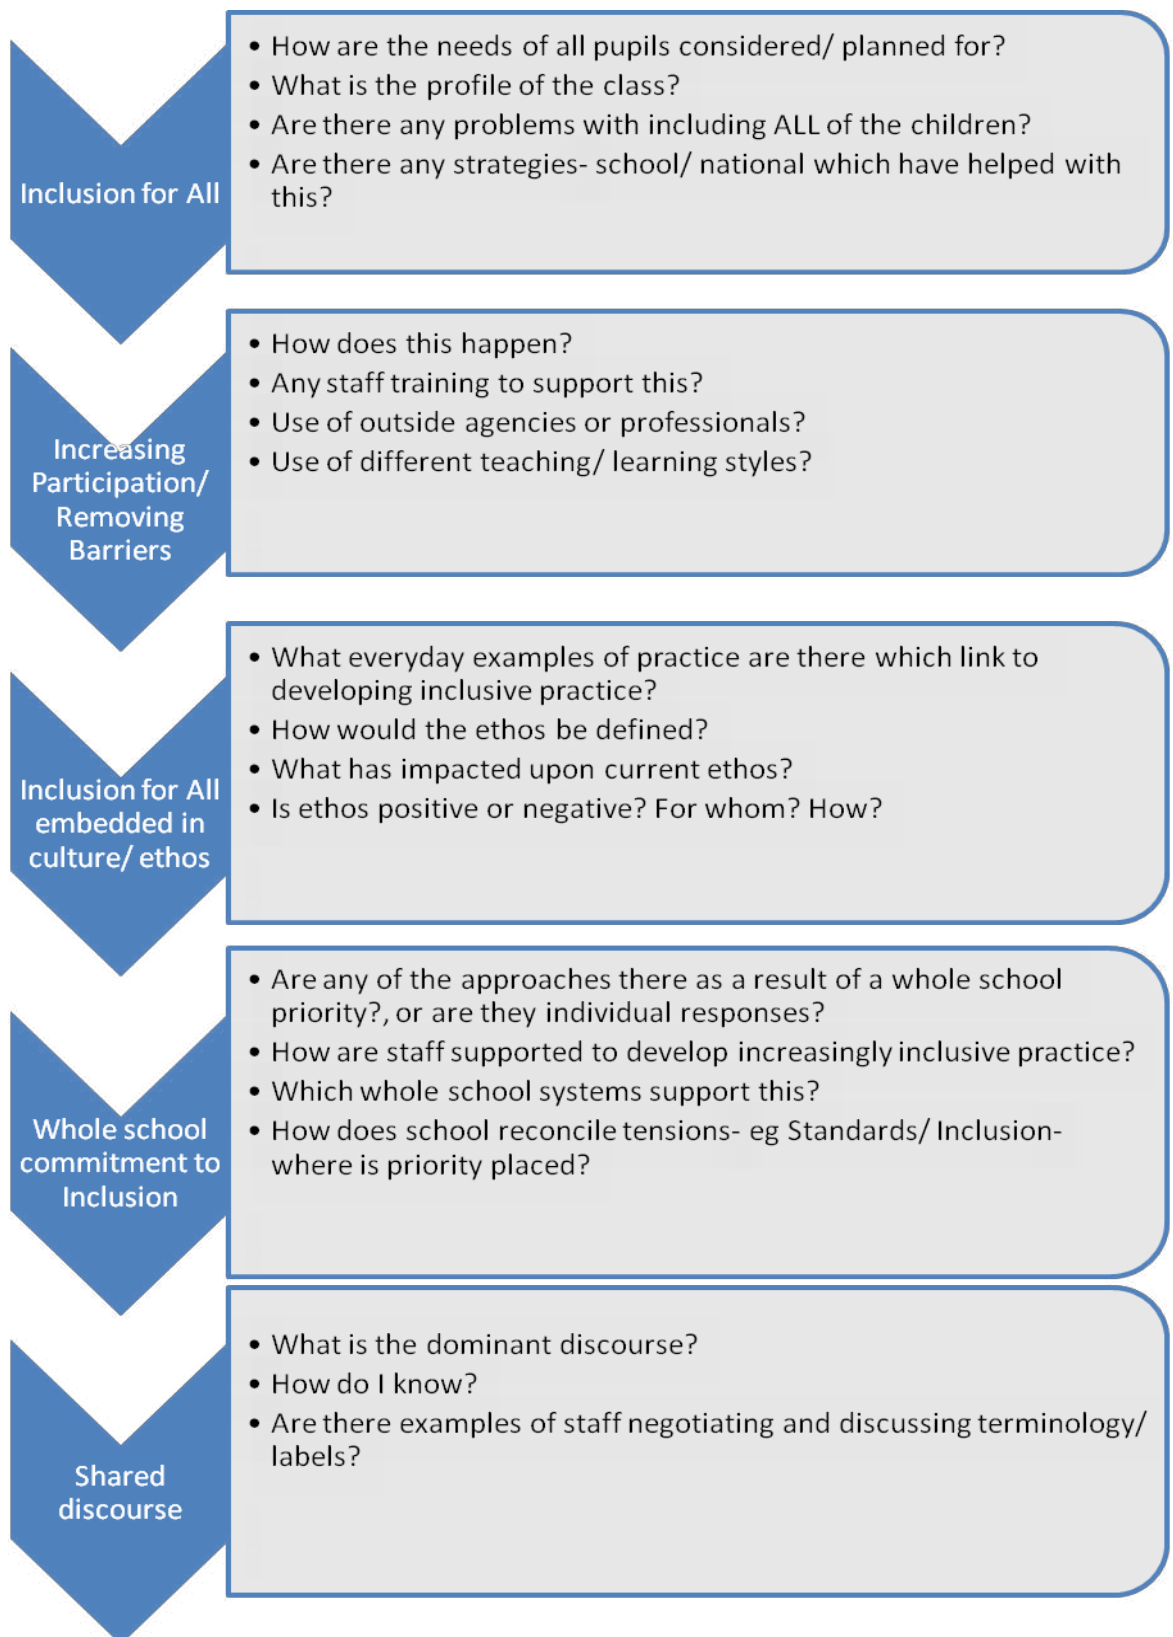 Inclusion for All
• How are the needs of all pupils considered/ planned for?
• What is the profile of the class?
• Are there any problems with including ALL of the children?
• Are there any strategies- school/ national which have helped with
this?
Increasing
Participation/
Removing
Barriers
• How does this happen?
• Any staff training to support this?
• Use of outside agencies or professionals?
• Use of different teaching/ learning styles?
Inclusion for All
embedded in
culture/ ethos
• What everyday examples of practice are there which link to
developing inclusive practice?
• How would the ethos be defined?
• What has impacted upon current ethos?
• Is ethos positive or negative? For whom? How?
Whole school
commitment to
Inclusion
• Are any of the approaches there as a result of a whole school
priority?, or are they individual responses?
• How are staff supported to develop increasingly inclusive practice?
• Which whole school systems support this?
• How does school reconcile tensions- eg Standards/ Inclusion-
where is priority placed?
Shared
discourse
• What is the dominant discourse?
• How do I know?
• Are there examples of staff negotiating and discussing terminology/
labels?